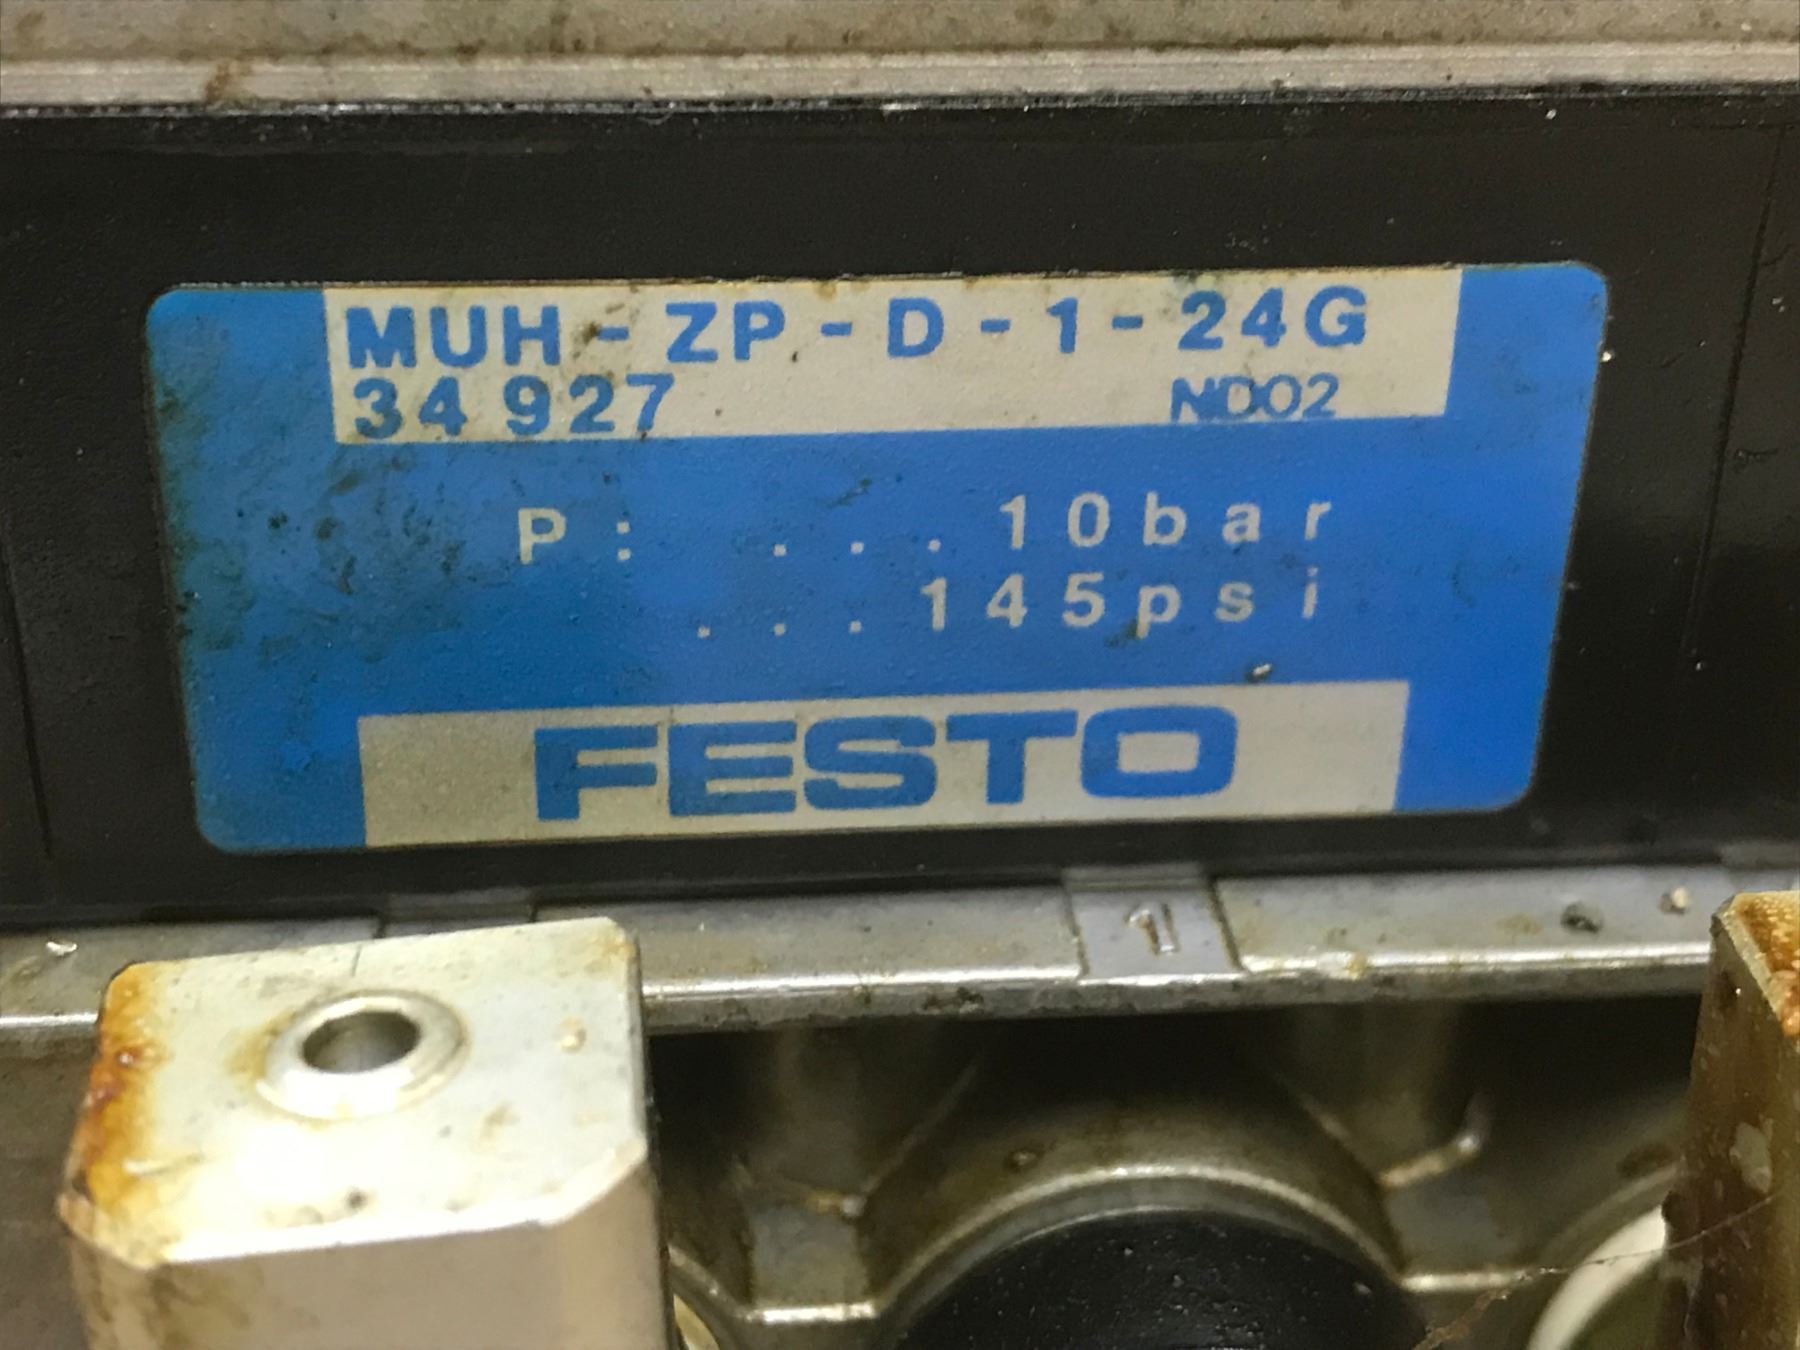 MUH-ZP-D-1-24G
34 927 ND02
P: ...10bar
...145psi
FESTO
1